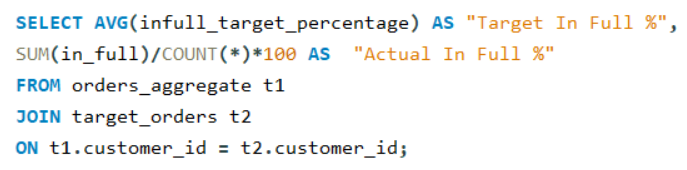 SELECT AVG(infull_target_percentage) AS "Target In Full %",
SUM(in_full)/COUNT(*)*100 AS  "Actual In Full %"
FROM orders_aggregate t1
JOIN target_orders t2
ON t1.customer_id = t2.customer_id;